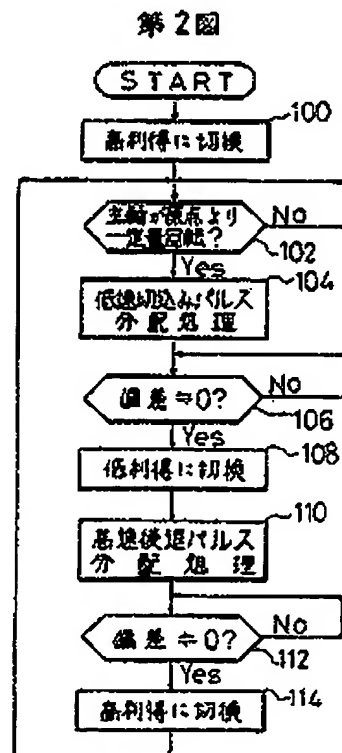 第2図
START
100
高利得に切換
主軸が原点より
一定量回転?
No
102
Yes
104
低速切込みパルス
分配処理
偏差≒0?
No
106
Yes
108
低利得に切換
110
高速後退パルス
分配処理
偏差≒0?
No
112
Yes
114
高利得に切換